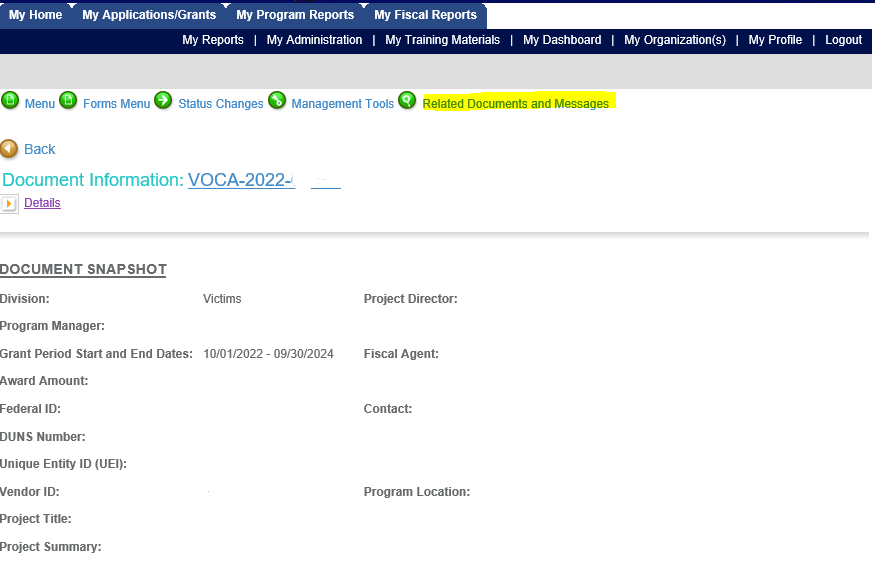 My Home My Applications/Grants My Program Reports My Fiscal Reports
My Reports | My Administration | My Training Materials | My Dashboard | My Organization(s) | My Profile | Logout
Menu Forms Menu Status Changes Management Tools Related Documents and Messages
Back
Document Information: VOCA-2022-
Details
DOCUMENT SNAPSHOT
Division: Victims Project Director:
Program Manager:
Grant Period Start and End Dates: 10/01/2022 - 09/30/2024 Fiscal Agent:
Award Amount:
Federal ID: Contact:
DUNS Number:
Unique Entity ID (UEI):
Vendor ID: Program Location:
Project Title:
Project Summary: